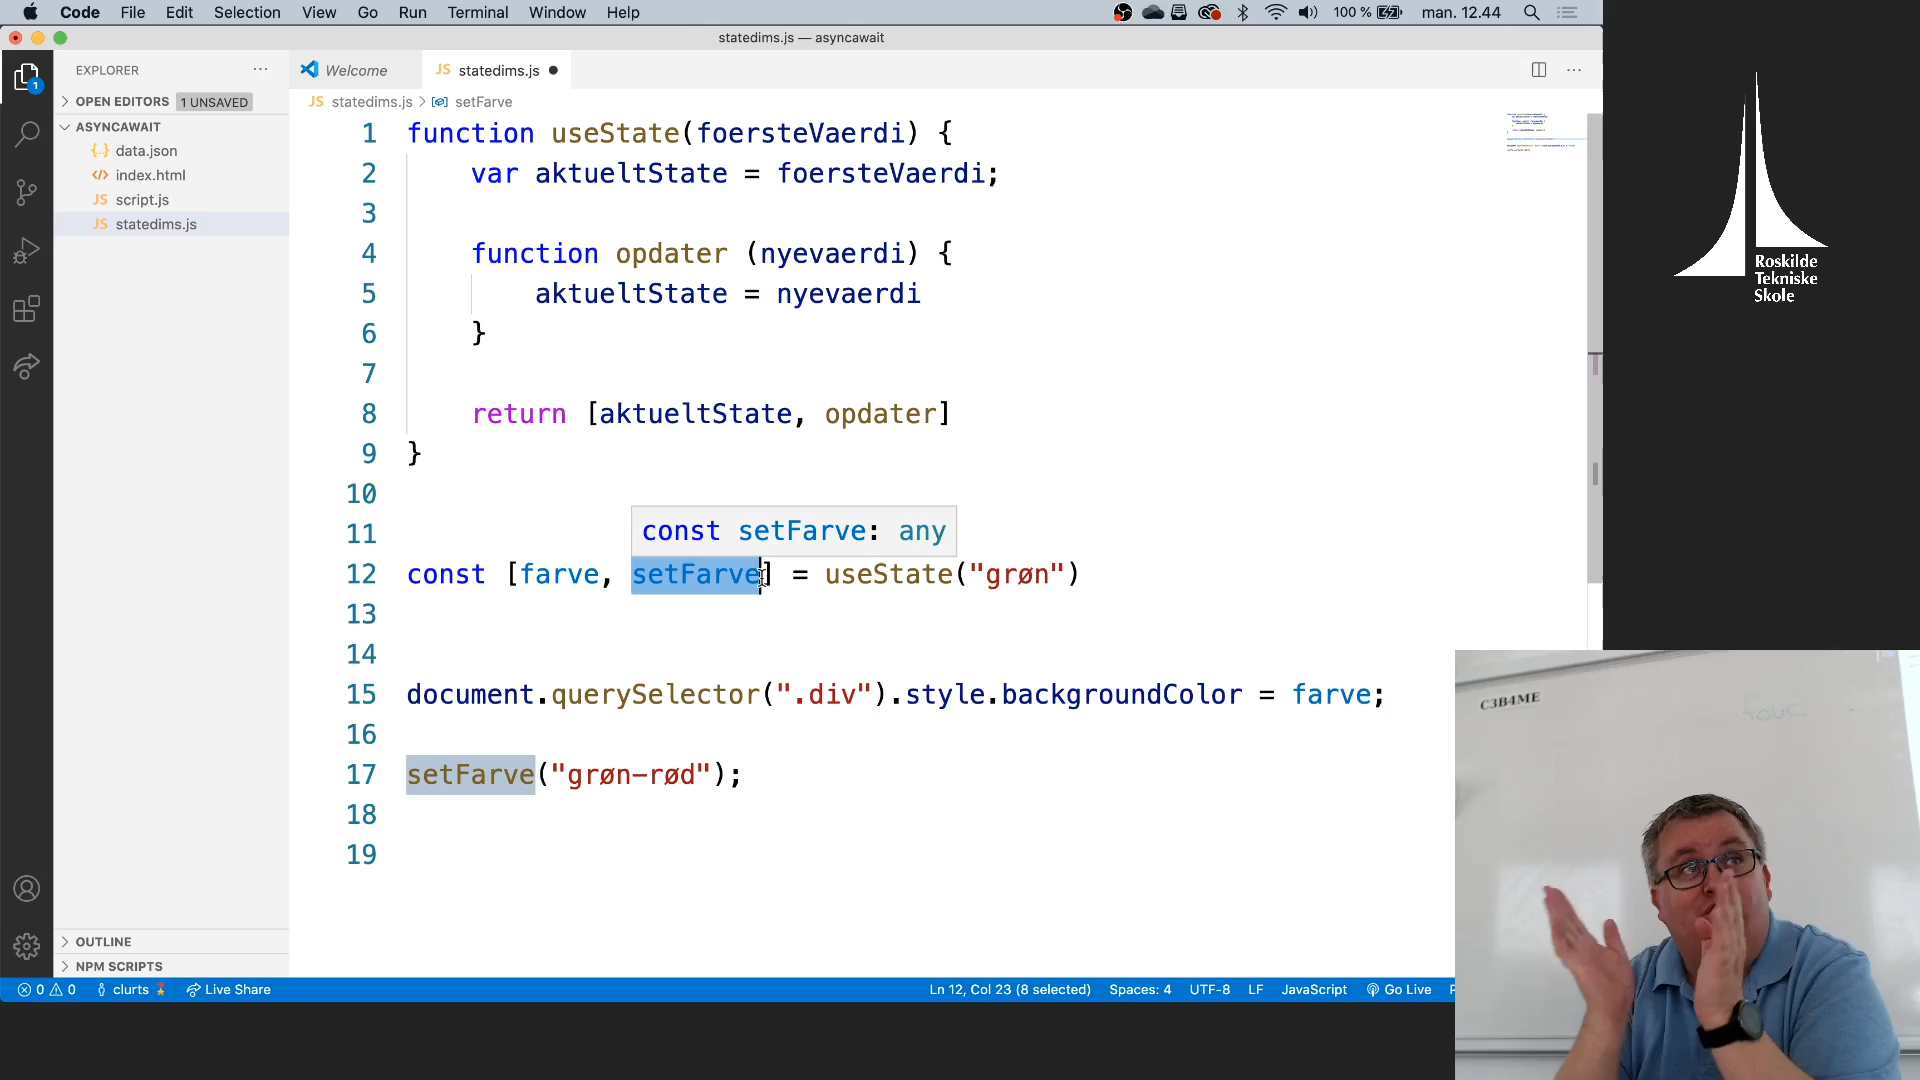 Code File Edit Selection View Go Run Terminal Window Help
100 % man. 12.44
statedims.js — asyncawait
EXPLORER
Welcome
JS statedims.js
1
OPEN EDITORS 1 UNSAVED
JS statedims.js setFarve
ASYNCAWAIT
{} data.json
<> index.html
JS script.js
JS statedims.js
1 function useState(foersteVaerdi) {
2 var aktueltState = foersteVaerdi;
3
4 function opdater (nyevaerdi) {
5 aktueltState = nyevaerdi
6 }
7
8 return [aktueltState, opdater]
9 }
10
11
const setFarve: any
12 const [farve, setFarve] = useState("grøn")
13
14
15 document.querySelector(".div").style.backgroundColor = farve;
16
17 setFarve("grøn-rød");
18
19
OUTLINE
NPM SCRIPTS
0 0 clurts Live Share Ln 12, Col 23 (8 selected) Spaces: 4 UTF-8 LF JavaScript Go Live
Roskilde
Tekniske
Skole
C3B4ME